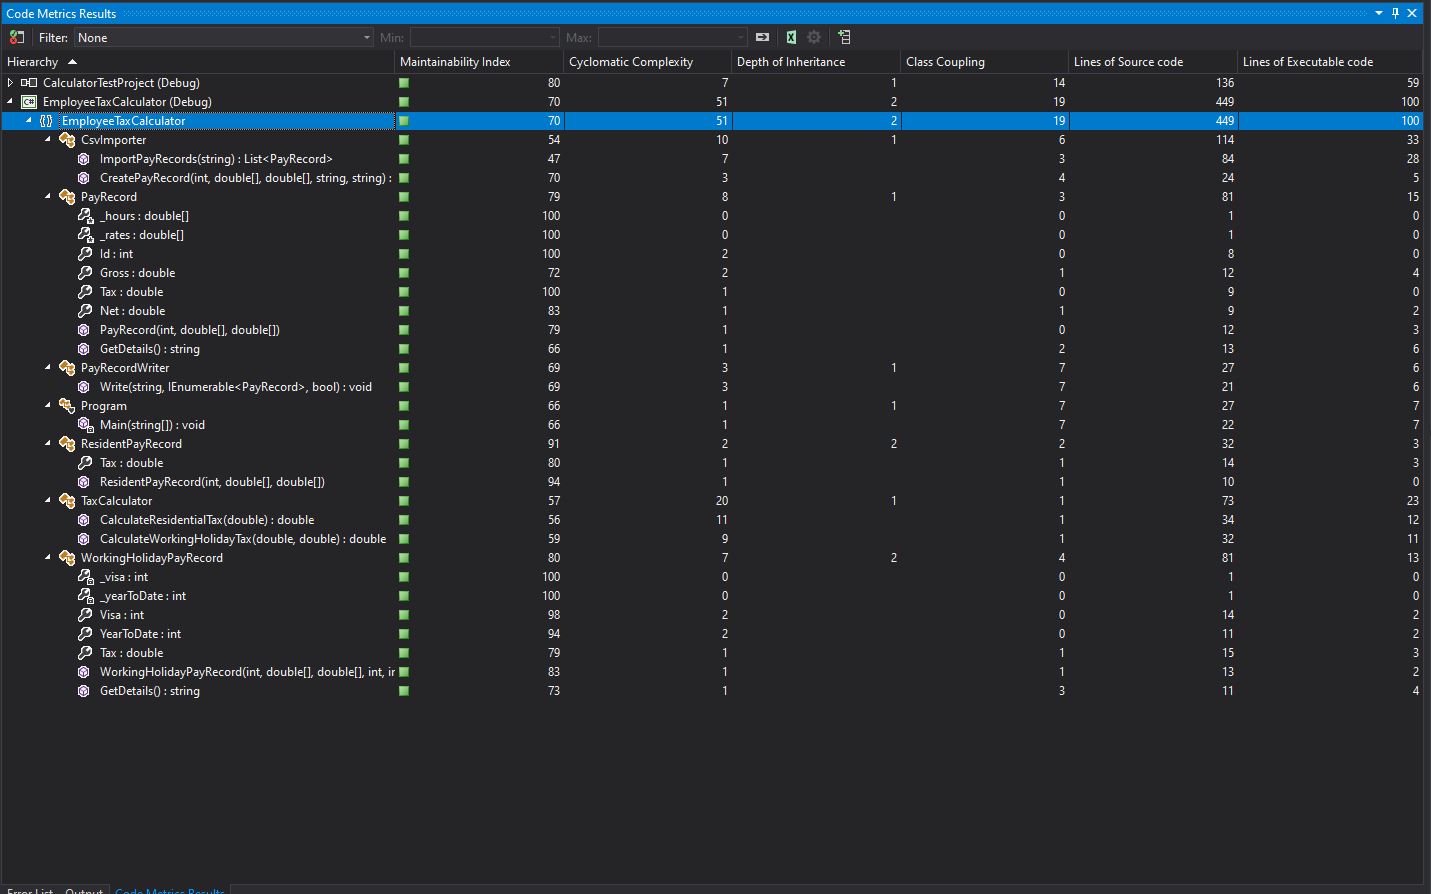 Code Metrics Results
Filter: None Min: Max:
Hierarchy Maintainability Index Cyclomatic Complexity Depth of Inheritance Class Coupling Lines of Source code Lines of Executable code
CalculatorTestProject (Debug) 80 7 1 14 136 59
C# EmployeeTaxCalculator (Debug) 70 51 2 19 449 100
{} EmployeeTaxCalculator 70 51 2 19 449 100
CsvImporter 54 10 1 6 114 33
ImportPayRecords(string) : List<PayRecord> 47 7 3 84 28
CreatePayRecord(int, double[], double[], string, string) : 70 3 4 24 5
PayRecord 79 8 1 3 81 15
_hours : double[] 100 0 0 1 0
_rates : double[] 100 0 0 1 0
Id : int 100 2 0 8 0
Gross : double 72 2 1 12 4
Tax : double 100 1 0 9 0
Net : double 83 1 1 9 2
PayRecord(int, double[], double[]) 79 1 0 12 3
GetDetails() : string 66 1 2 13 6
PayRecordWriter 69 3 1 7 27 6
Write(string, IEnumerable<PayRecord>, bool) : void 69 3 7 21 6
Program 66 1 1 7 27 7
Main(string[]) : void 66 1 7 22 7
ResidentPayRecord 91 2 2 2 32 3
Tax : double 80 1 1 14 3
ResidentPayRecord(int, double[], double[]) 94 1 1 10 0
TaxCalculator 57 20 1 1 73 23
CalculateResidentialTax(double) : double 56 11 1 34 12
CalculateWorkingHolidayTax(double, double) : double 59 9 1 32 11
WorkingHolidayPayRecord 80 7 2 4 81 13
_visa : int 100 0 0 1 0
_yearToDate : int 100 0 0 1 0
Visa : int 98 2 0 14 2
YearToDate : int 94 2 0 11 2
Tax : double 79 1 1 15 3
WorkingHolidayPayRecord(int, double[], double[], int, ir 83 1 1 13 2
GetDetails() : string 73 1 3 11 4
Error List Output Code Metrics Results